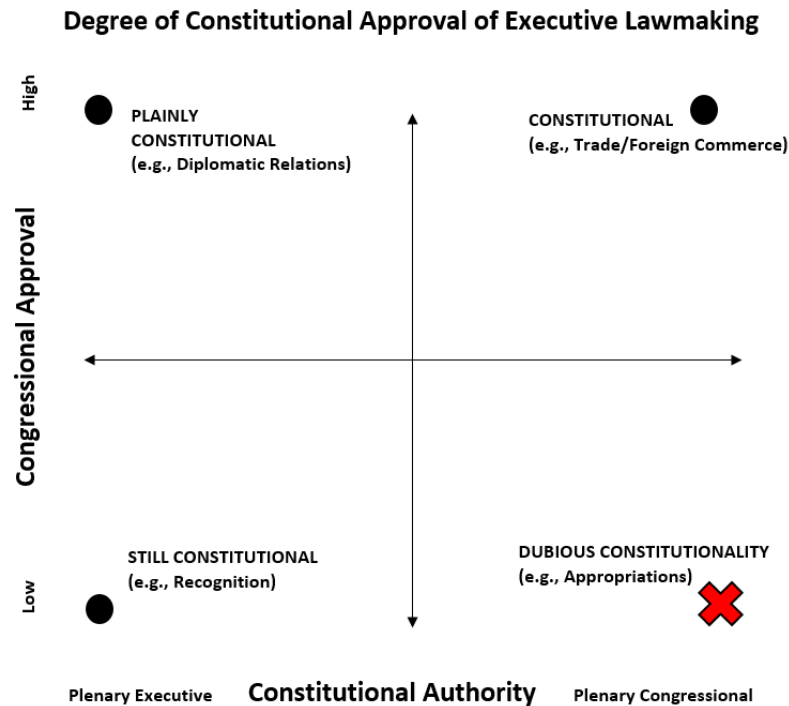 Degree of Constitutional Approval of Executive Lawmaking
High
PLAINLY
CONSTITUTIONAL
(e.g., Diplomatic Relations)
CONSTITUTIONAL
(e.g., Trade/Foreign Commerce)
Congressional Approval
STILL CONSTITUTIONAL
(e.g., Recognition)
DUBIOUS CONSTITUTIONALITY
(e.g., Appropriations)
Low
Plenary Executive
Constitutional Authority
Plenary Congressional